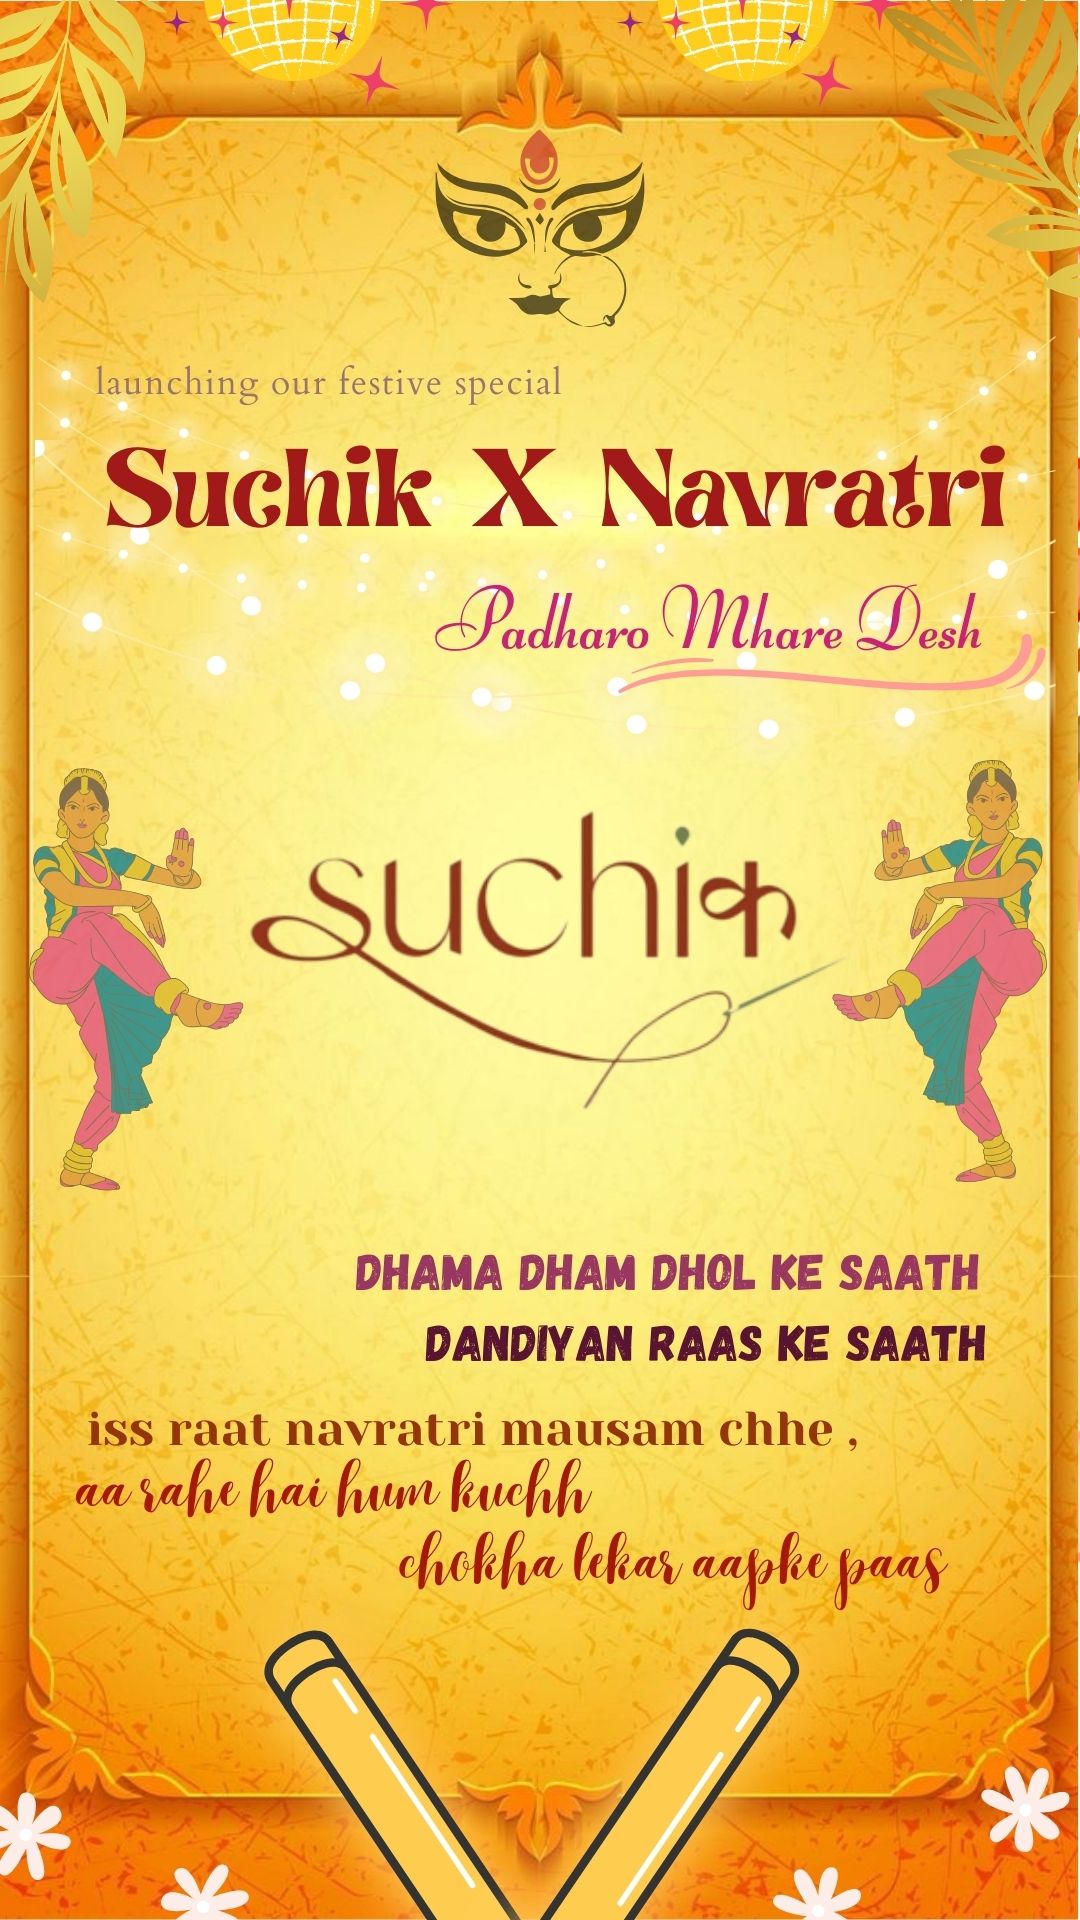 launching our festive special
Suchik X Navratri
Padharo Mhare Desh
suchiक
DHAMA DHAM DHOL KE SAATH
DANDIYAN RAAS KE SAATH
iss raat navratri mausam chhe ,
aa rahe hai hum kuchh
chokha lekar aapke paas